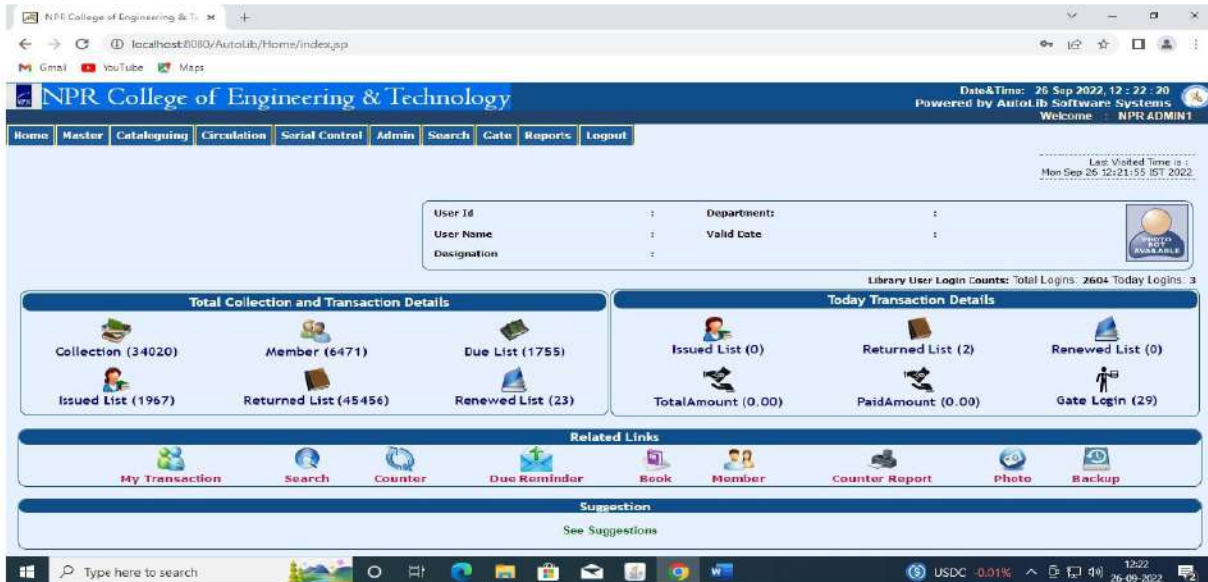 NPR College of Engineering & T
localhost:8080/AutoLib/Home/index.jsp
Gmail YouTube Maps
NPR College of Engineering & Technology
Date&Time: 26 Sep 2022, 12 : 22 : 20
Powered by AutoLib Software Systems
Welcome : NPR ADMIN1
Home Master Cataloguing Circulation Serial Control Admin Search Gate Reports Logout
Last Visited Time is :
Mon Sep 26 12:21:55 IST 2022
User Id : Department: :
User Name : Valid Date :
Designation :
PHOTO
NOT
AVAILABLE
Library User Login Counts: Total Logins: 2604 Today Logins: 3
Total Collection and Transaction Details Today Transaction Details
Collection (34020) Member (6471) Due List (1755) Issued List (0) Returned List (2) Renewed List (0)
Issued List (1967) Returned List (45456) Renewed List (23) TotalAmount (0.00) PaidAmount (0.00) Gate Login (29)
Related Links
My Transaction Search Counter Due Reminder Book Member Counter Report Photo Backup
Suggestion
See Suggestions
Type here to search USDC -0.01% 12:22
26-09-2022